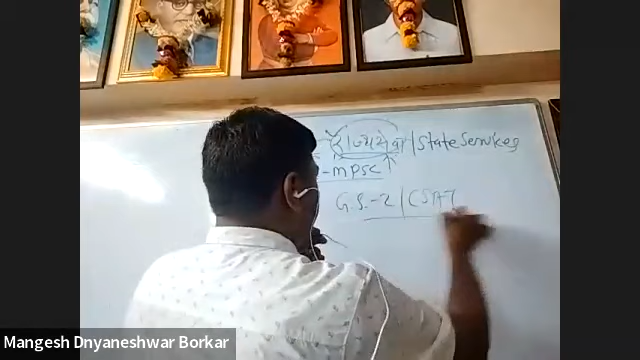 राज्यसेवा / State Services
-MPSC
G.S.-2 | CSAT
Mangesh Dnyaneshwar Borkar